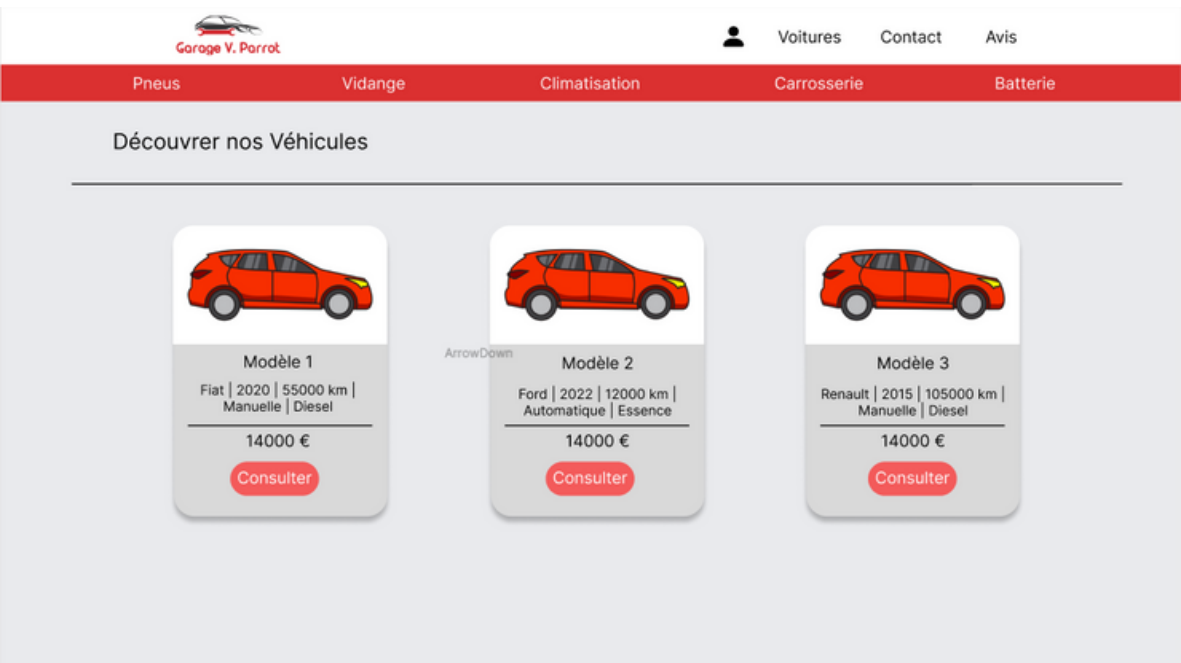 Garage V. Parrot
Voitures Contact Avis
Pneus Vidange Climatisation Carrosserie Batterie
Découvrer nos Véhicules
Modèle 1
Fiat | 2020 | 55000 km |
Manuelle | Diesel
14000 €
Consulter
ArrowDown
Modèle 2
Ford | 2022 | 12000 km |
Automatique | Essence
14000 €
Consulter
Modèle 3
Renault | 2015 | 105000 km |
Manuelle | Diesel
14000 €
Consulter